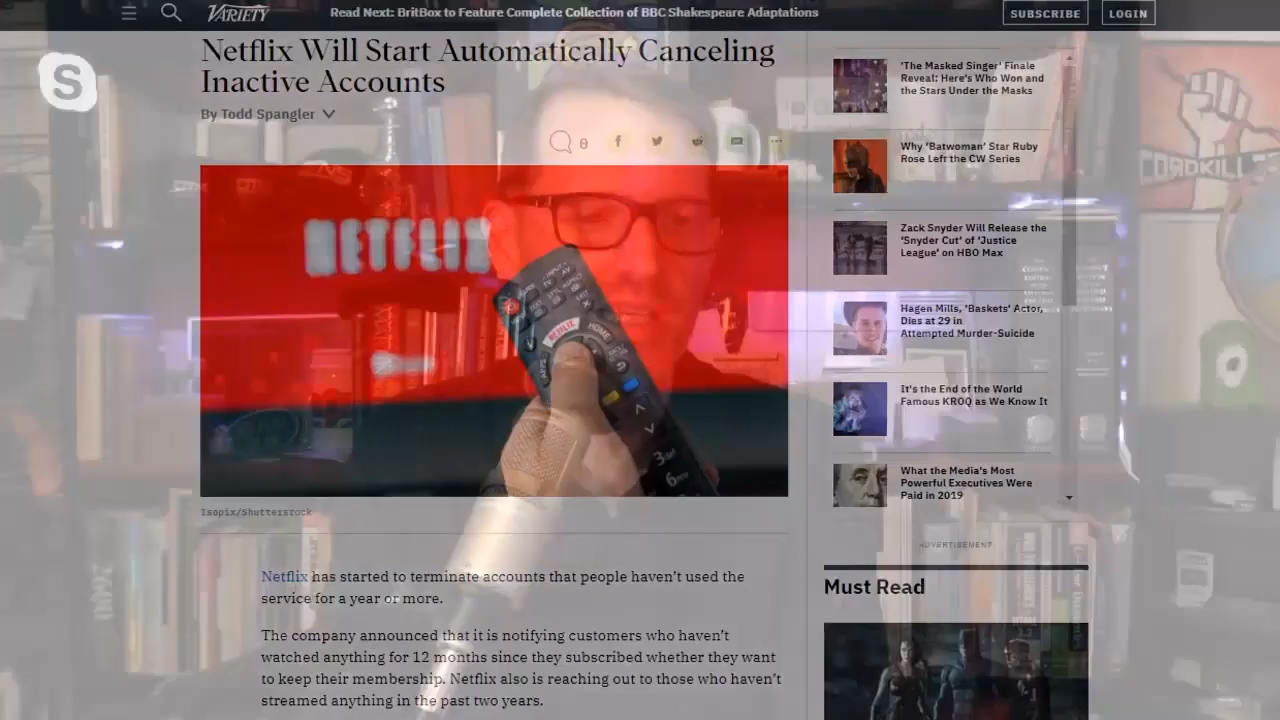 VARIETY
Read Next: BritBox to Feature Complete Collection of BBC Shakespeare Adaptations
SUBSCRIBE
LOGIN
S
Netflix Will Start Automatically Canceling
Inactive Accounts
By Todd Spangler
0
NETFLIX
NETFLIX
HOME
3
6
Isopix/Shuttersrock
Netflix has started to terminate accounts that people haven't used the
service for a year or more.
The company announced that it is notifying customers who haven't
watched anything for 12 months since they subscribed whether they want
to keep their membership. Netflix also is reaching out to those who haven't
streamed anything in the past two years.
'The Masked Singer' Finale
Reveal: Here's Who Won and
the Stars Under the Masks
Why 'Batwoman' Star Ruby
Rose Left the CW Series
Zack Snyder Will Release the
'Snyder Cut' of 'Justice
League' on HBO Max
Hagen Mills, 'Baskets' Actor,
Dies at 29 in
Attempted Murder-Suicide
It's the End of the World
Famous KROQ as We Know It
What the Media's Most
Powerful Executives Were
Paid in 2019
ADVERTISEMENT
Must Read
CORDKILL